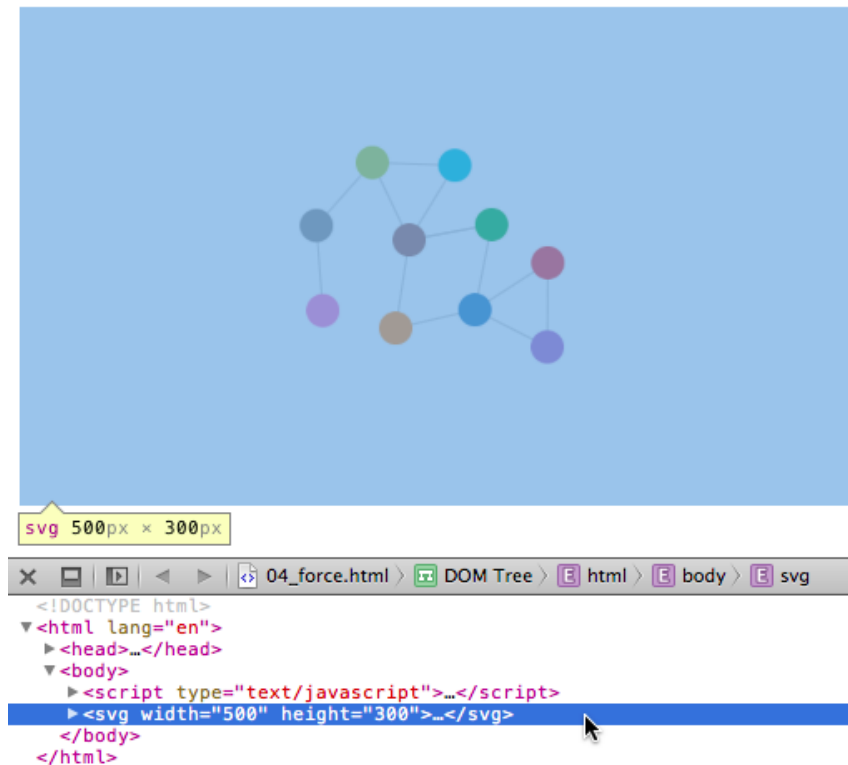 svg 500px × 300px
04_force.html DOM Tree E html E body E svg
<!DOCTYPE html>
▼<html lang="en">
▶<head>…</head>
▼<body>
▶<script type="text/javascript">…</script>
▶<svg width="500" height="300">…</svg>
</body>
</html>